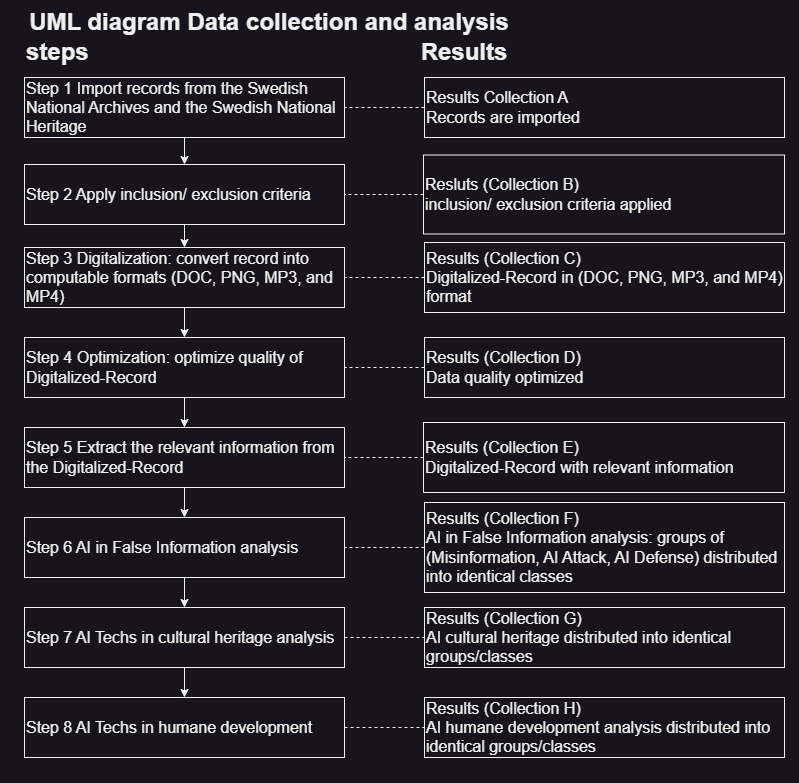 UML diagram Data collection and analysis
steps
Results
Step 1 Import records from the Swedish
National Archives and the Swedish National
Heritage
Results Collection A
Records are imported
Step 2 Apply inclusion/ exclusion criteria
Resluts (Collection B)
inclusion/ exclusion criteria applied
Step 3 Digitalization: convert record into
computable formats (DOC, PNG, MP3, and
MP4)
Results (Collection C)
Digitalized-Record in (DOC, PNG, MP3, and MP4)
format
Step 4 Optimization: optimize quality of
Digitalized-Record
Results (Collection D)
Data quality optimized
Step 5 Extract the relevant information from
the Digitalized-Record
Results (Collection E)
Digitalized-Record with relevant information
Step 6 AI in False Information analysis
Results (Collection F)
AI in False Information analysis: groups of
(Misinformation, AI Attack, AI Defense) distributed
into identical classes
Step 7 AI Techs in cultural heritage analysis
Results (Collection G)
AI cultural heritage distributed into identical
groups/classes
Step 8 AI Techs in humane development
Results (Collection H)
AI humane development analysis distributed into
identical groups/classes